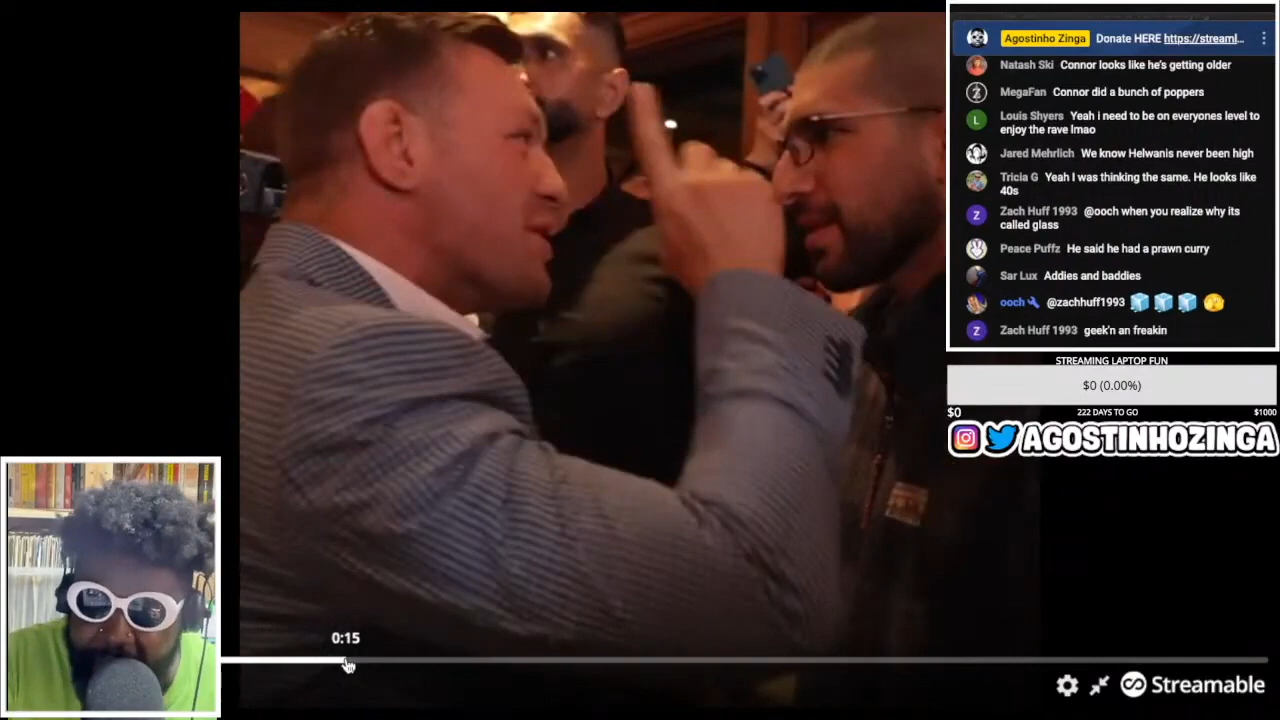 Agostinho Zinga Donate HERE https://streaml...
Natash Ski Connor looks like he's getting older
MegaFan Connor did a bunch of poppers
Louis Shyers Yeah i need to be on everyones level to
enjoy the rave lmao
Jared Mehrlich We know Helwanis never been high
Tricia G Yeah I was thinking the same. He looks like
40s
Zach Huff 1993 @ooch when you realize why its
called glass
Peace Puffz He said he had a prawn curry
Sar Lux Addies and baddies
ooch @zachhuff1993
Zach Huff 1993 geek'n an freakin
STREAMING LAPTOP FUN
$0 (0.00%)
$0 222 DAYS TO GO $1000
AGOSTINHOZINGA
0:15
Streamable